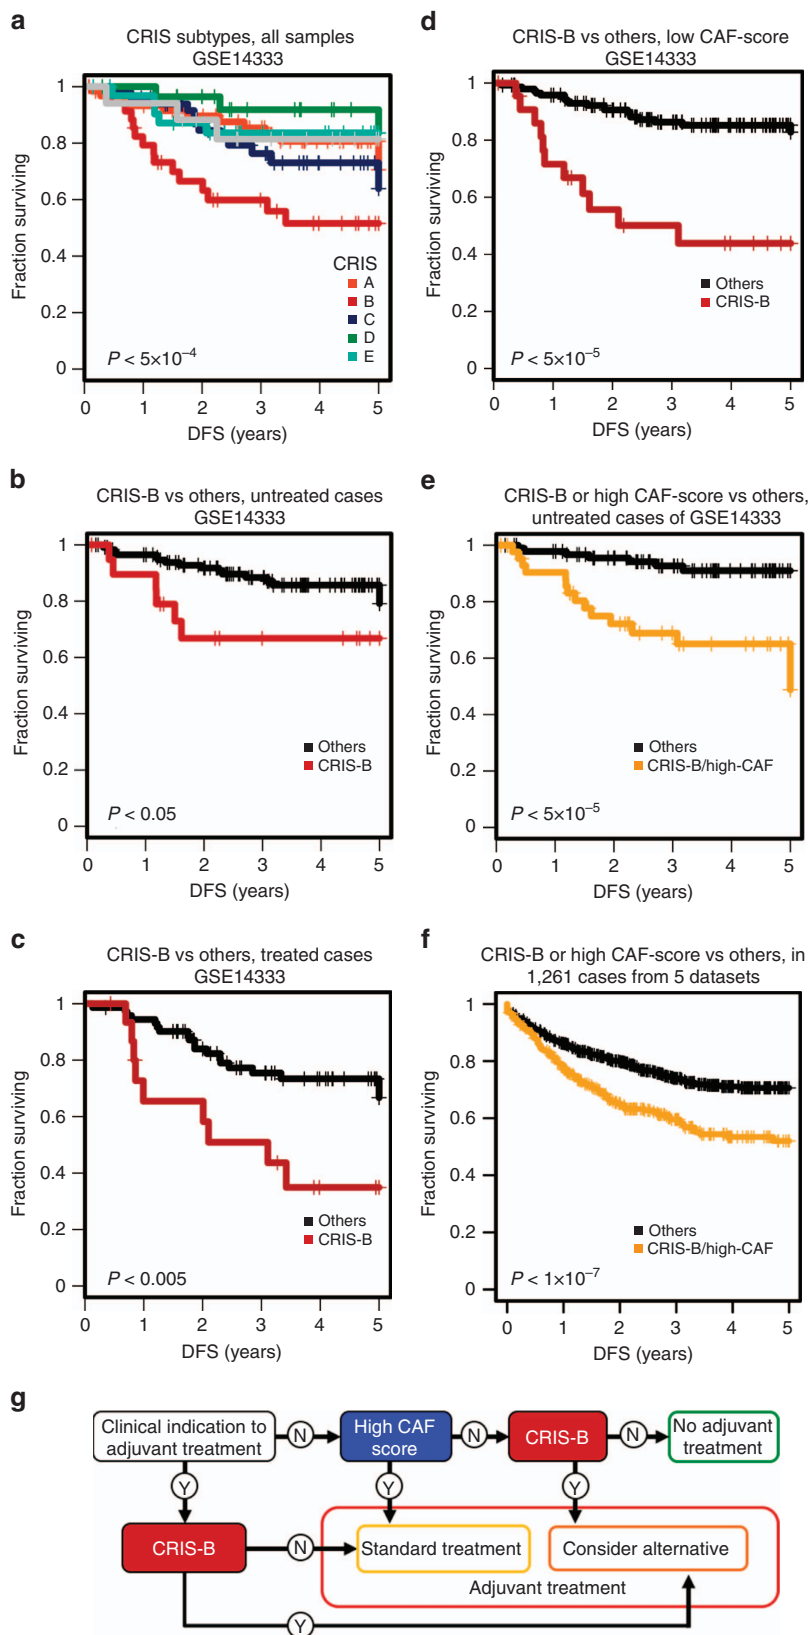 a
CRIS subtypes, all samples
GSE14333
Fraction surviving
1
0.8
0.6
0.4
0.2
0
CRIS
A
B
C
D
E
P < 5×10⁻⁴
0 1 2 3 4 5
DFS (years)
b
CRIS-B vs others, untreated cases
GSE14333
Fraction surviving
1
0.8
0.6
0.4
0.2
0
Others
CRIS-B
P < 0.05
0 1 2 3 4 5
DFS (years)
c
CRIS-B vs others, treated cases
GSE14333
Fraction surviving
1
0.8
0.6
0.4
0.2
0
Others
CRIS-B
P < 0.005
0 1 2 3 4 5
DFS (years)
d
CRIS-B vs others, low CAF-score
GSE14333
Fraction surviving
1
0.8
0.6
0.4
0.2
0
Others
CRIS-B
P < 5×10⁻⁵
0 1 2 3 4 5
DFS (years)
e
CRIS-B or high CAF-score vs others,
untreated cases of GSE14333
Fraction surviving
1
0.8
0.6
0.4
0.2
0
Others
CRIS-B/high-CAF
P < 5×10⁻⁵
0 1 2 3 4 5
DFS (years)
f
CRIS-B or high CAF-score vs others, in
1,261 cases from 5 datasets
Fraction surviving
1
0.8
0.6
0.4
0.2
0
Others
CRIS-B/high-CAF
P < 1×10⁻⁷
0 1 2 3 4 5
DFS (years)
g
Clinical indication to
adjuvant treatment
N
High CAF
score
N
CRIS-B
N
No adjuvant
treatment
Y
Y
Y
CRIS-B
N
Standard treatment
Consider alternative
Adjuvant treatment
Y